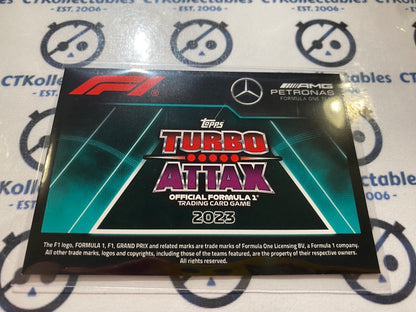 CTKollectables
EST. - 2006 -
F1
AMG
PETRONAS
FORMULA ONE TEAM
Topps
TURBO
ATTAX
OFFICIAL FORMULA 1
TRADING CARD GAME
2023
The F1 logo, FORMULA 1, F1, GRAND PRIX and related marks are trade marks of Formula One Licensing BV, a Formula 1 company.
All other trade marks, logos and copyrights, including those of the teams featured, are the property of their respective owners.
All rights reserved.